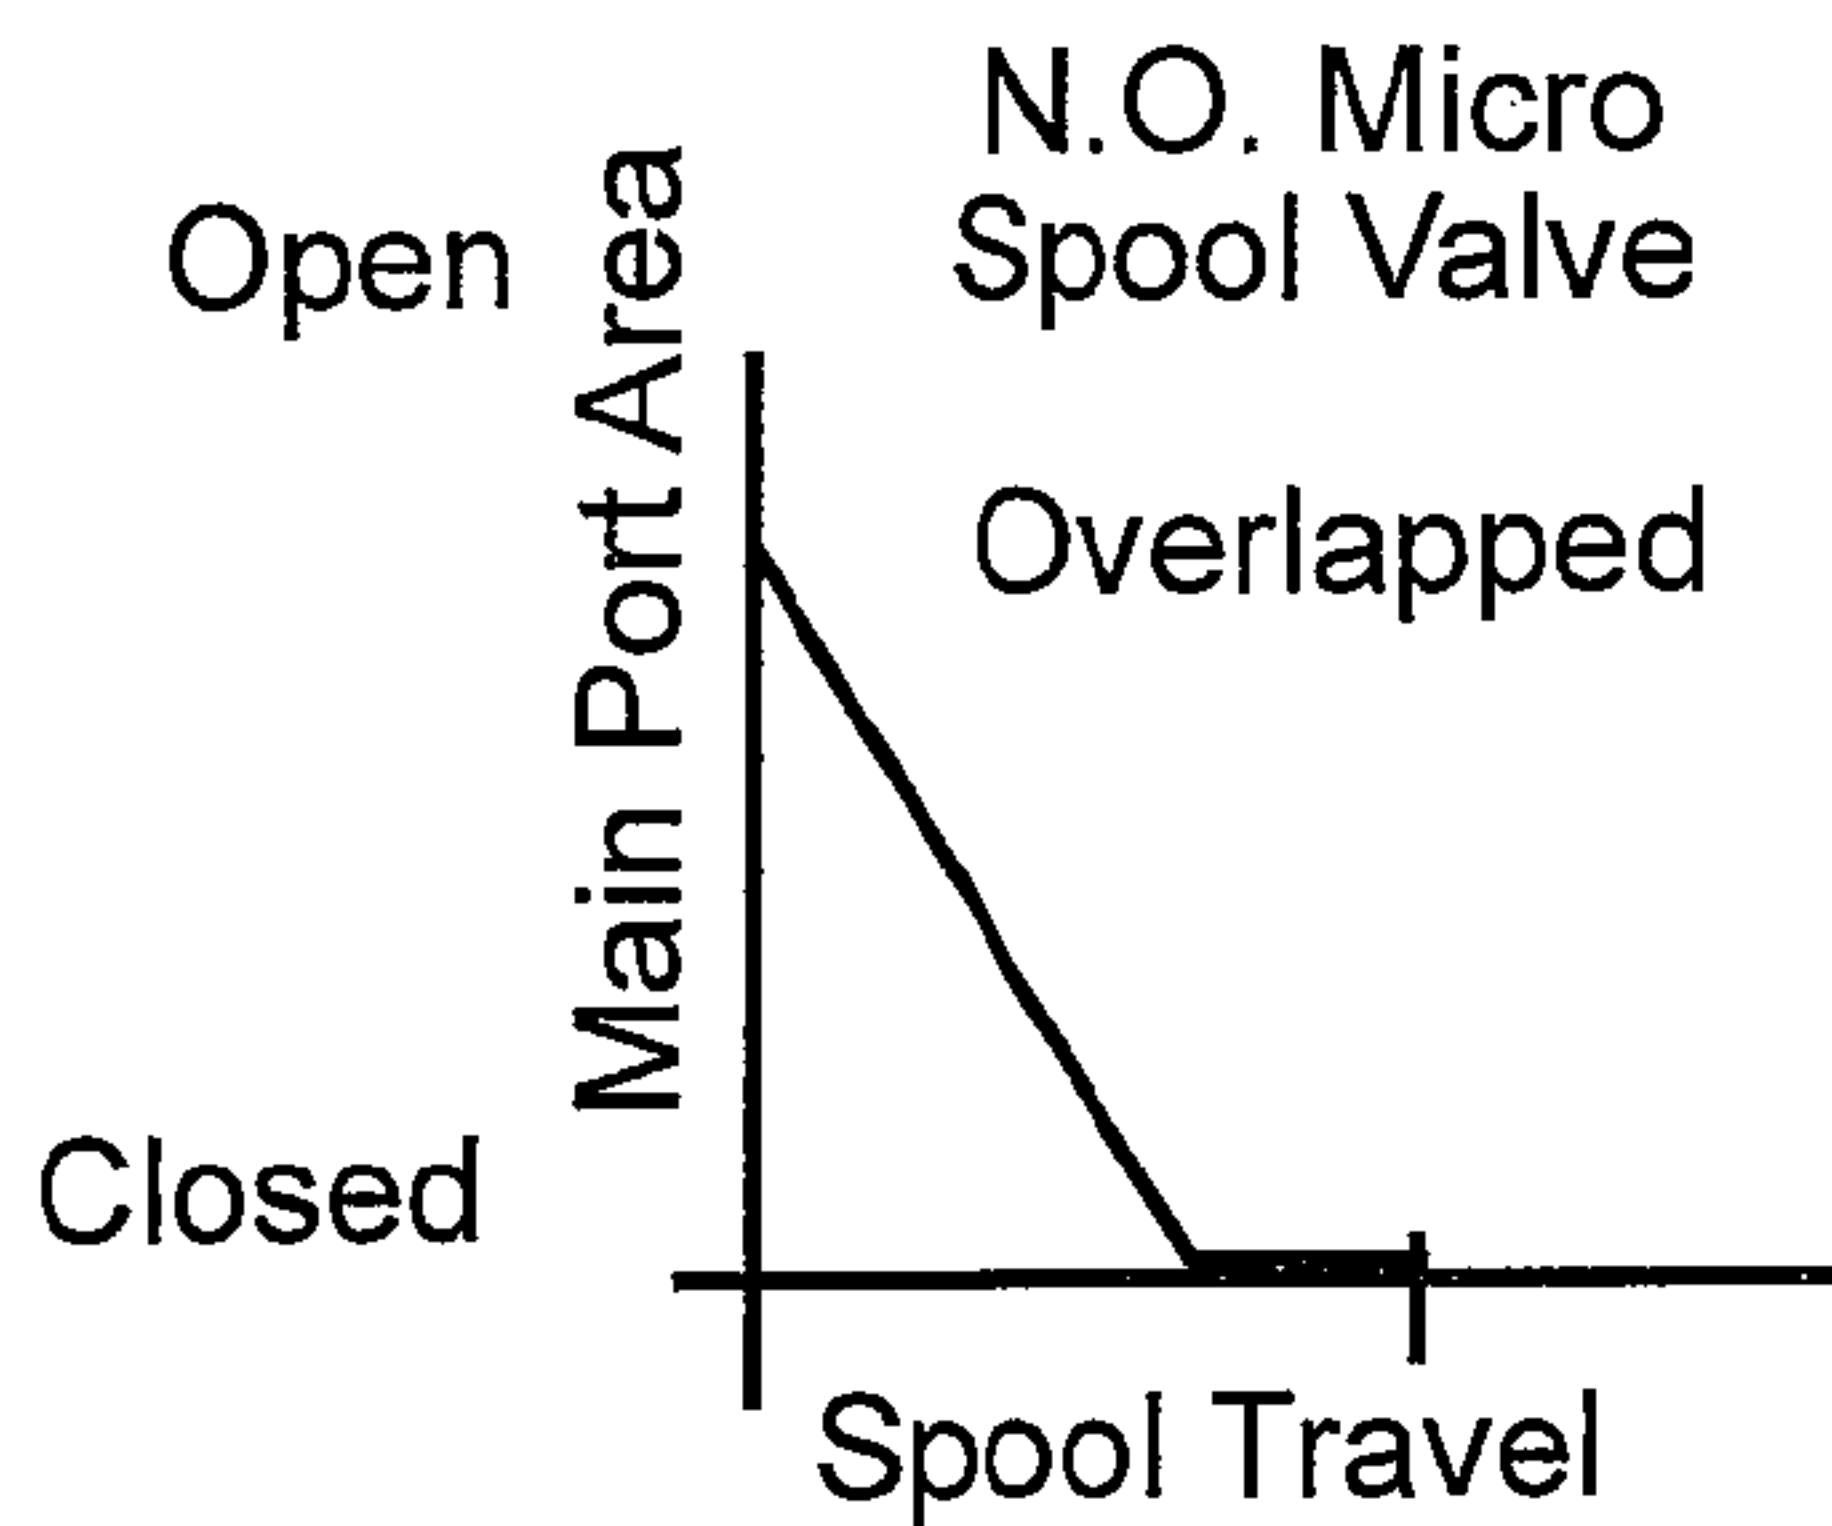 N.O. Micro
Spool Valve
Open
Main Port Area
Overlapped
Closed
Spool Travel